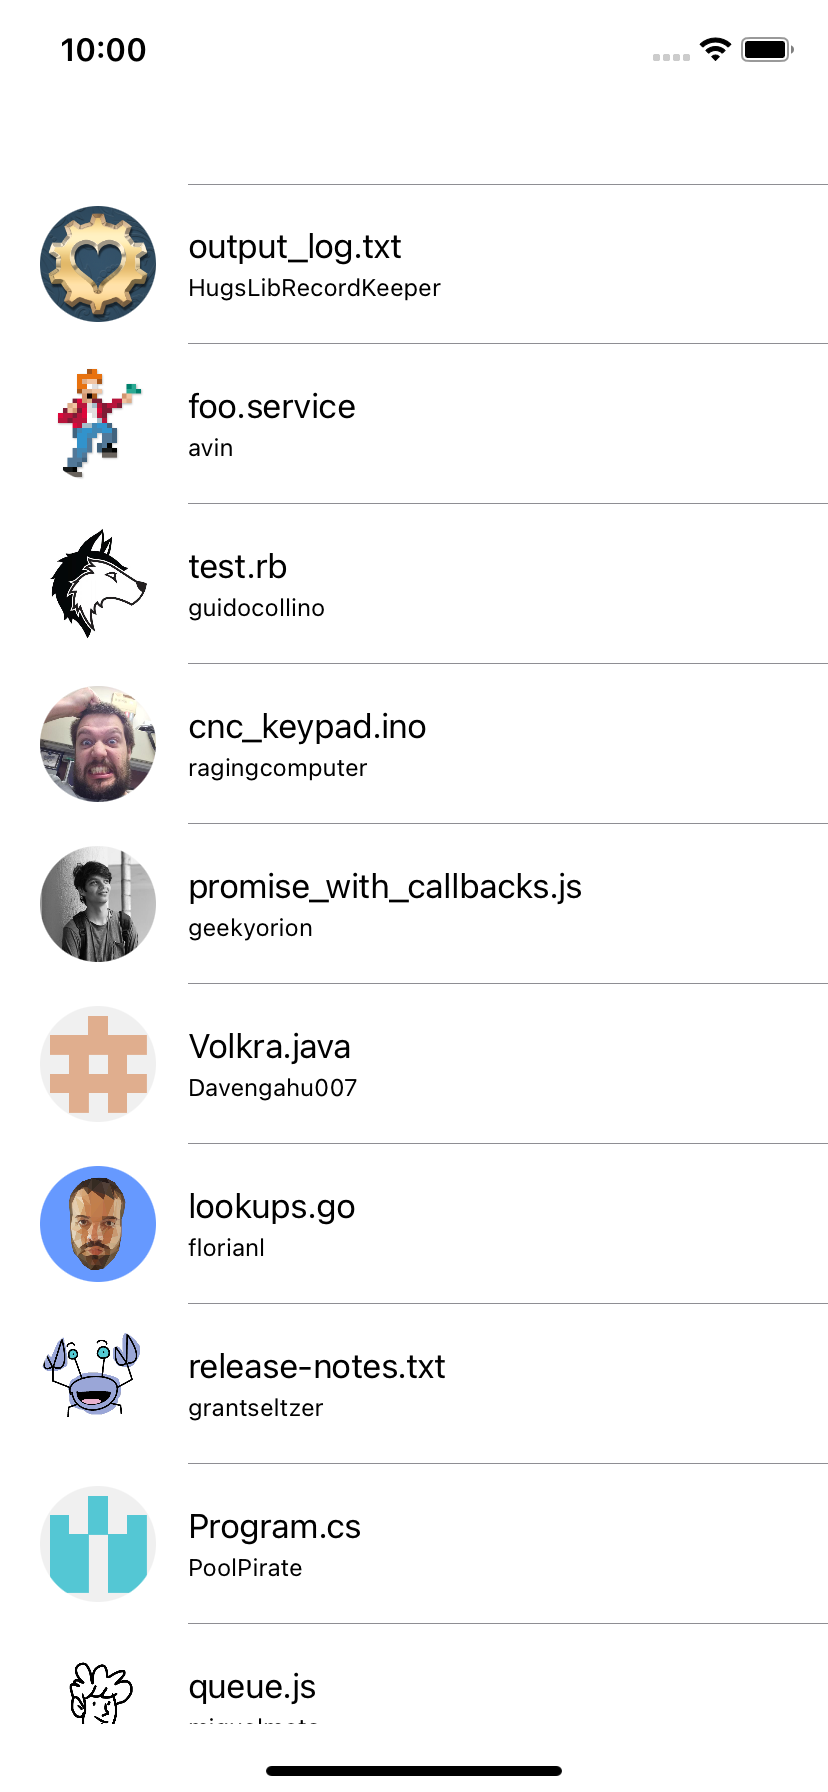 10:00
output_log.txt
HugsLibRecordKeeper
foo.service
avin
test.rb
guidocollino
cnc_keypad.ino
ragingcomputer
promise_with_callbacks.js
geekyorion
Volkra.java
Davengahu007
lookups.go
florianl
release-notes.txt
grantseltzer
Program.cs
PoolPirate
queue.js